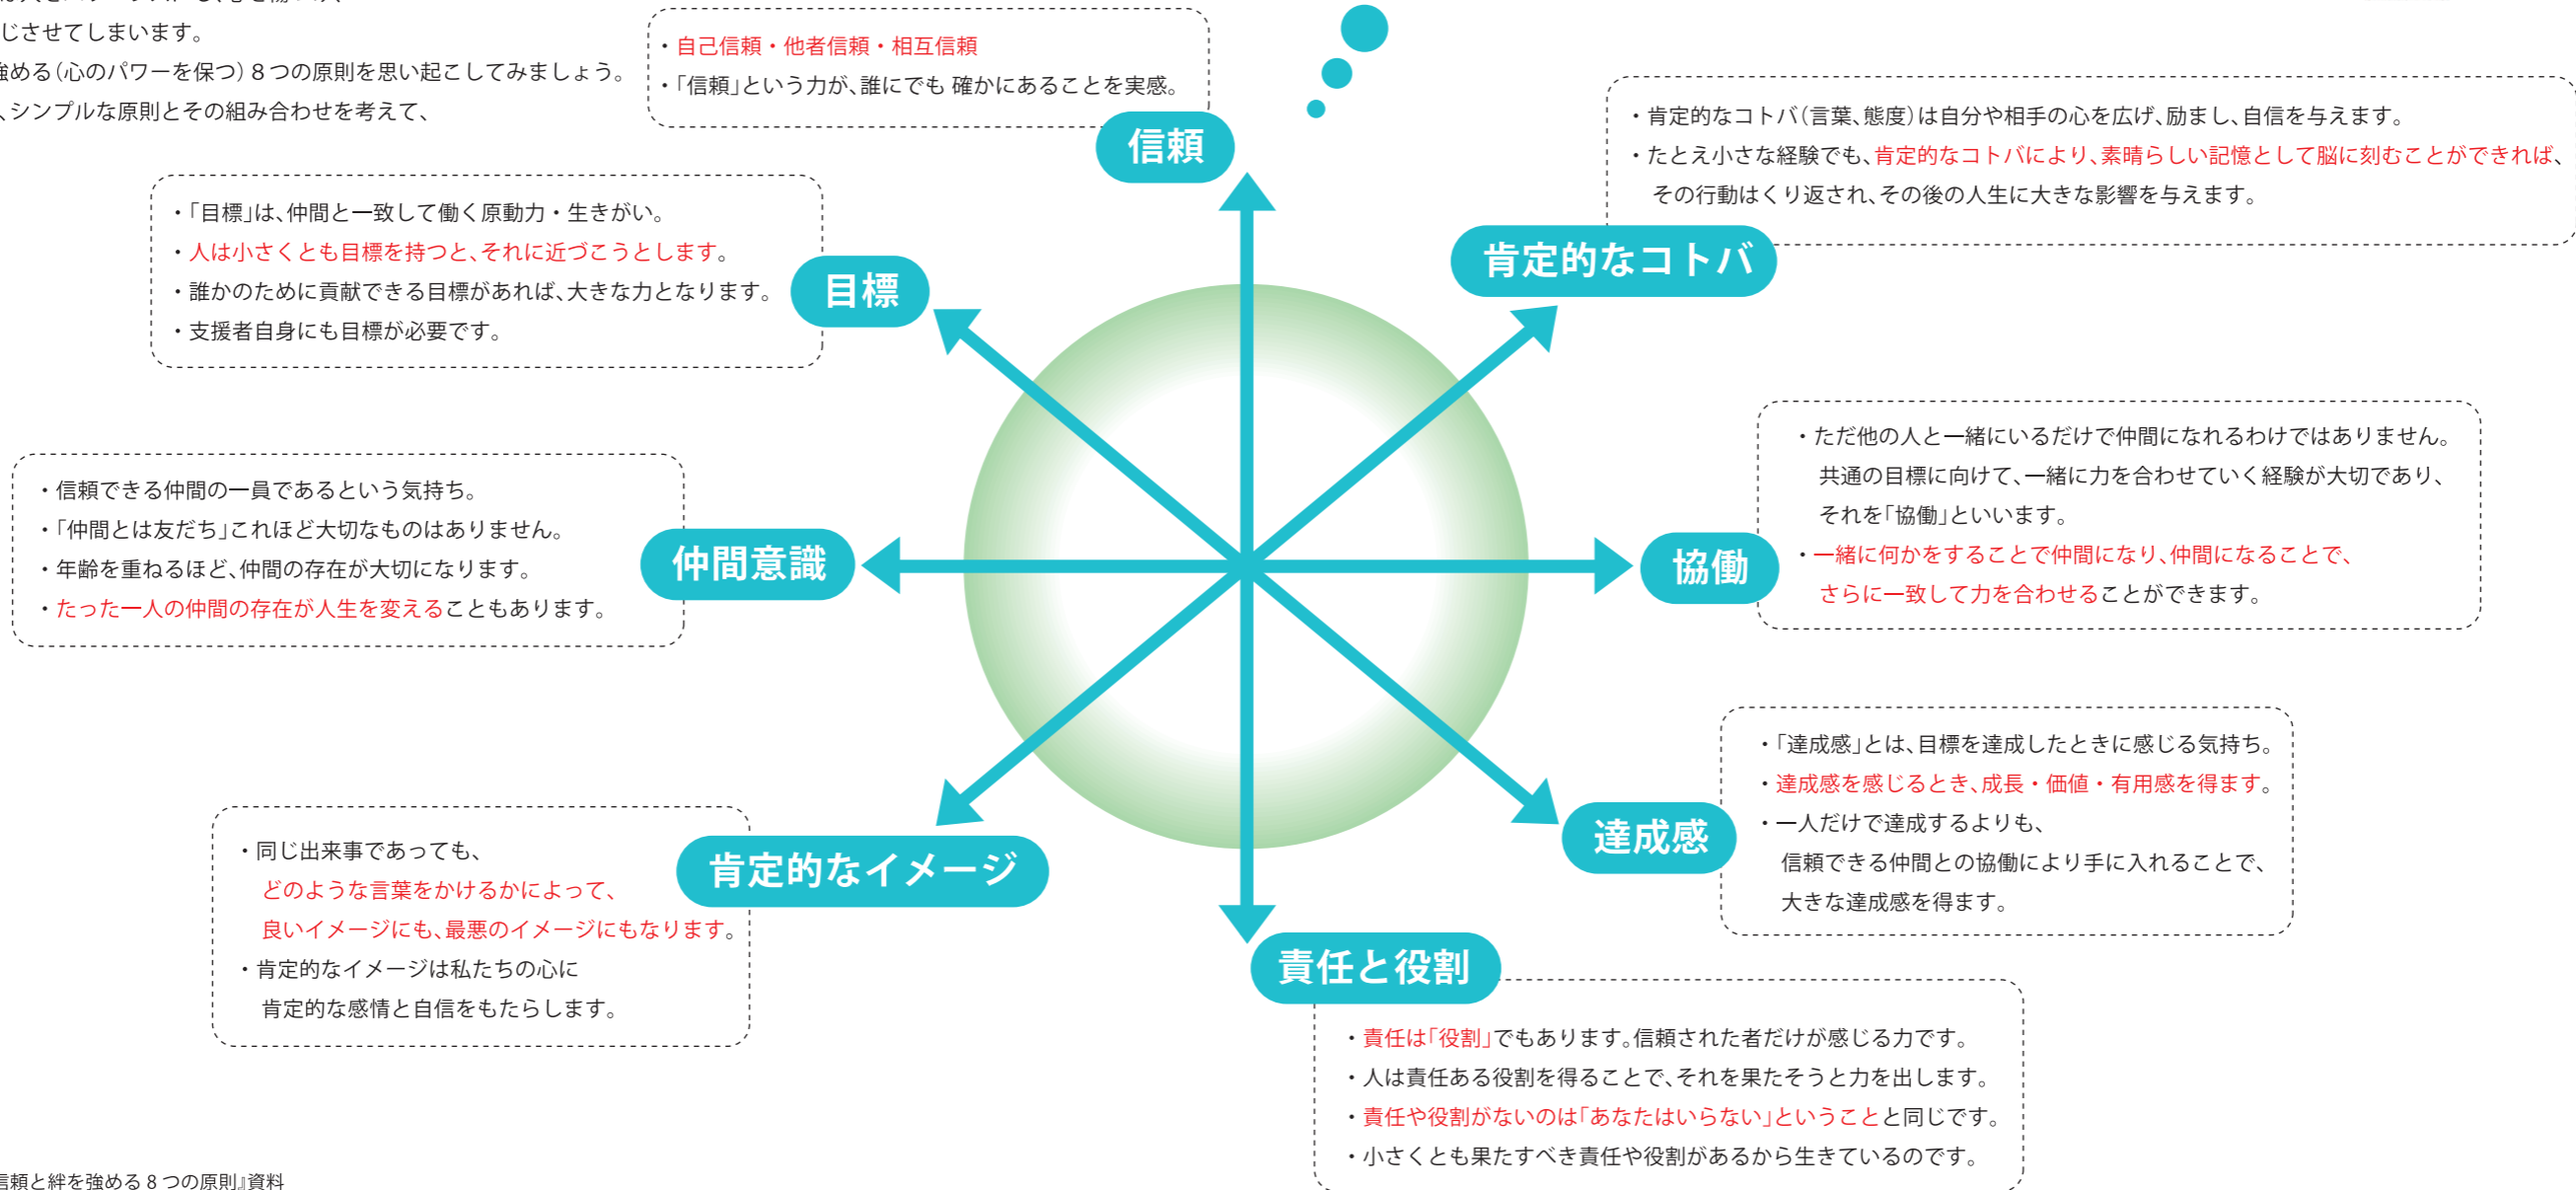 じさせてしまいます。
強める（心のパワーを保つ）８つの原則を思い起こしてみましょう。
、シンプルな原則とその組み合わせを考えて、
・自己信頼・他者信頼・相互信頼
・「信頼」という力が、誰にでも 確かにあることを実感。
信頼
・肯定的なコトバ（言葉、態度）は自分や相手の心を広げ、励まし、自信を与えます。
・たとえ小さな経験でも、肯定的なコトバにより、素晴らしい記憶として脳に刻むことができれば、
その行動はくり返され、その後の人生に大きな影響を与えます。
肯定的なコトバ
・「目標」は、仲間と一致して働く原動力・生きがい。
・人は小さくとも目標を持つと、それに近づこうとします。
・誰かのために貢献できる目標があれば、大きな力となります。
・支援者自身にも目標が必要です。
目標
・ただ他の人と一緒にいるだけで仲間になれるわけではありません。
共通の目標に向けて、一緒に力を合わせていく経験が大切であり、
それを「協働」といいます。
・一緒に何かをすることで仲間になり、仲間になることで、
さらに一致して力を合わせることができます。
協働
・信頼できる仲間の一員であるという気持ち。
・「仲間とは友だち」これほど大切なものはありません。
・年齢を重ねるほど、仲間の存在が大切になります。
・たった一人の仲間の存在が人生を変えることもあります。
仲間意識
・「達成感」とは、目標を達成したときに感じる気持ち。
・達成感を感じるとき、成長・価値・有用感を得ます。
・一人だけで達成するよりも、
信頼できる仲間との協働により手に入れることで、
大きな達成感を得ます。
達成感
・同じ出来事であっても、
どのような言葉をかけるかによって、
良いイメージにも、最悪のイメージにもなります。
・肯定的なイメージは私たちの心に
肯定的な感情と自信をもたらします。
肯定的なイメージ
責任と役割
・責任は「役割」でもあります。信頼された者だけが感じる力です。
・人は責任ある役割を得ることで、それを果たそうと力を出します。
・責任や役割がないのは「あなたはいらない」ということと同じです。
・小さくとも果たすべき責任や役割があるから生きているのです。
信頼と絆を強める 8 つの原則』資料